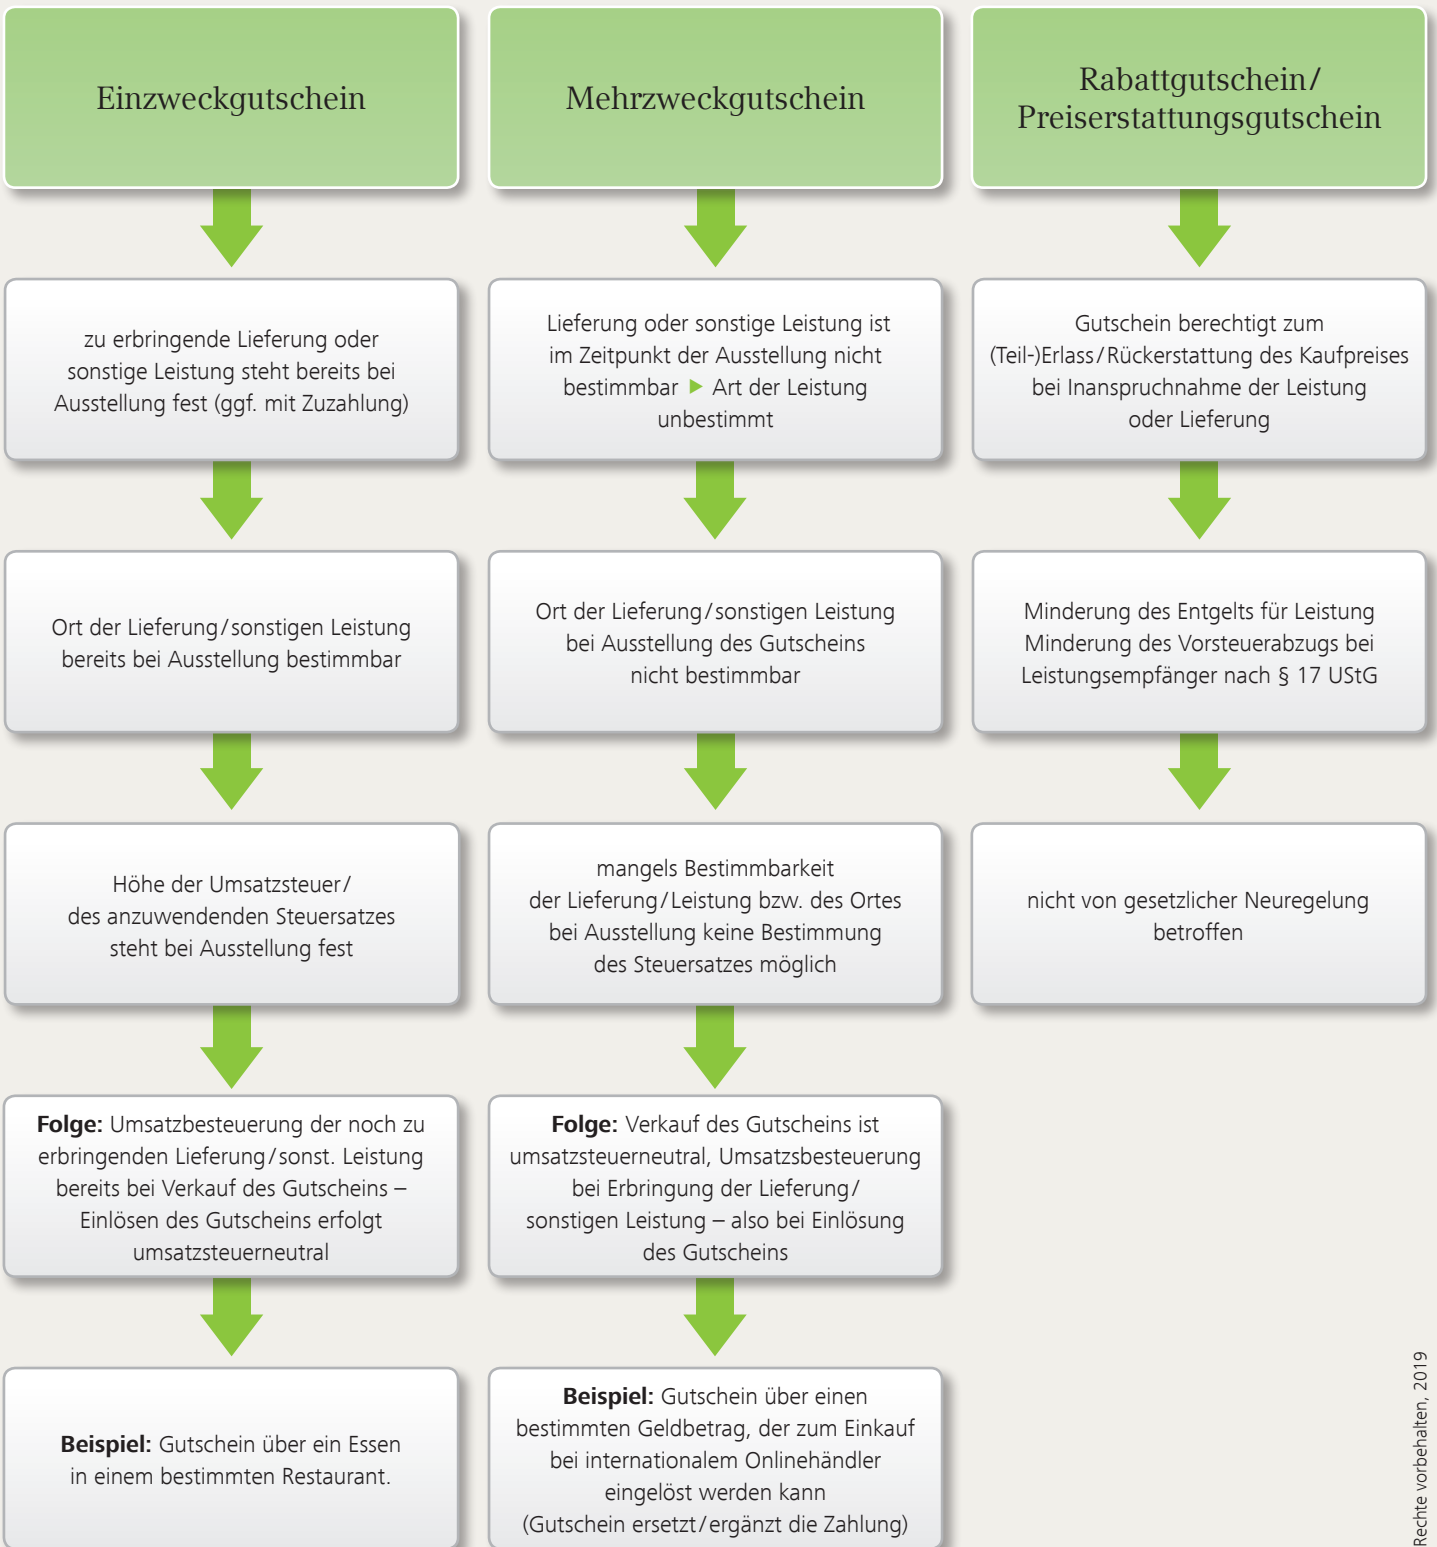 Einzweckgutschein
zu erbringende Lieferung oder
sonstige Leistung steht bereits bei
Ausstellung fest (ggf. mit Zuzahlung)
Ort der Lieferung/sonstigen Leistung
bereits bei Ausstellung bestimmbar
Höhe der Umsatzsteuer/
des anzuwendenden Steuersatzes
steht bei Ausstellung fest
Folge: Umsatzbesteuerung der noch zu
erbringenden Lieferung/sonst. Leistung
bereits bei Verkauf des Gutscheins –
Einlösen des Gutscheins erfolgt
umsatzsteuerneutral
Beispiel: Gutschein über ein Essen
in einem bestimmten Restaurant.
Mehrzweckgutschein
Lieferung oder sonstige Leistung ist
im Zeitpunkt der Ausstellung nicht
bestimmbar ▶ Art der Leistung
unbestimmt
Ort der Lieferung/sonstigen Leistung
bei Ausstellung des Gutscheins
nicht bestimmbar
mangels Bestimmbarkeit
der Lieferung/Leistung bzw. des Ortes
bei Ausstellung keine Bestimmung
des Steuersatzes möglich
Folge: Verkauf des Gutscheins ist
umsatzsteuerneutral, Umsatzsbesteuerung
bei Erbringung der Lieferung/
sonstigen Leistung – also bei Einlösung
des Gutscheins
Beispiel: Gutschein über einen
bestimmten Geldbetrag, der zum Einkauf
bei internationalem Onlinehändler
eingelöst werden kann
(Gutschein ersetzt/ergänzt die Zahlung)
Rabattgutschein/
Preiserstattungsgutschein
Gutschein berechtigt zum
(Teil-)Erlass/Rückerstattung des Kaufpreises
bei Inanspruchnahme der Leistung
oder Lieferung
Minderung des Entgelts für Leistung
Minderung des Vorsteuerabzugs bei
Leistungsempfänger nach § 17 UStG
nicht von gesetzlicher Neuregelung
betroffen
Rechte vorbehalten, 2019